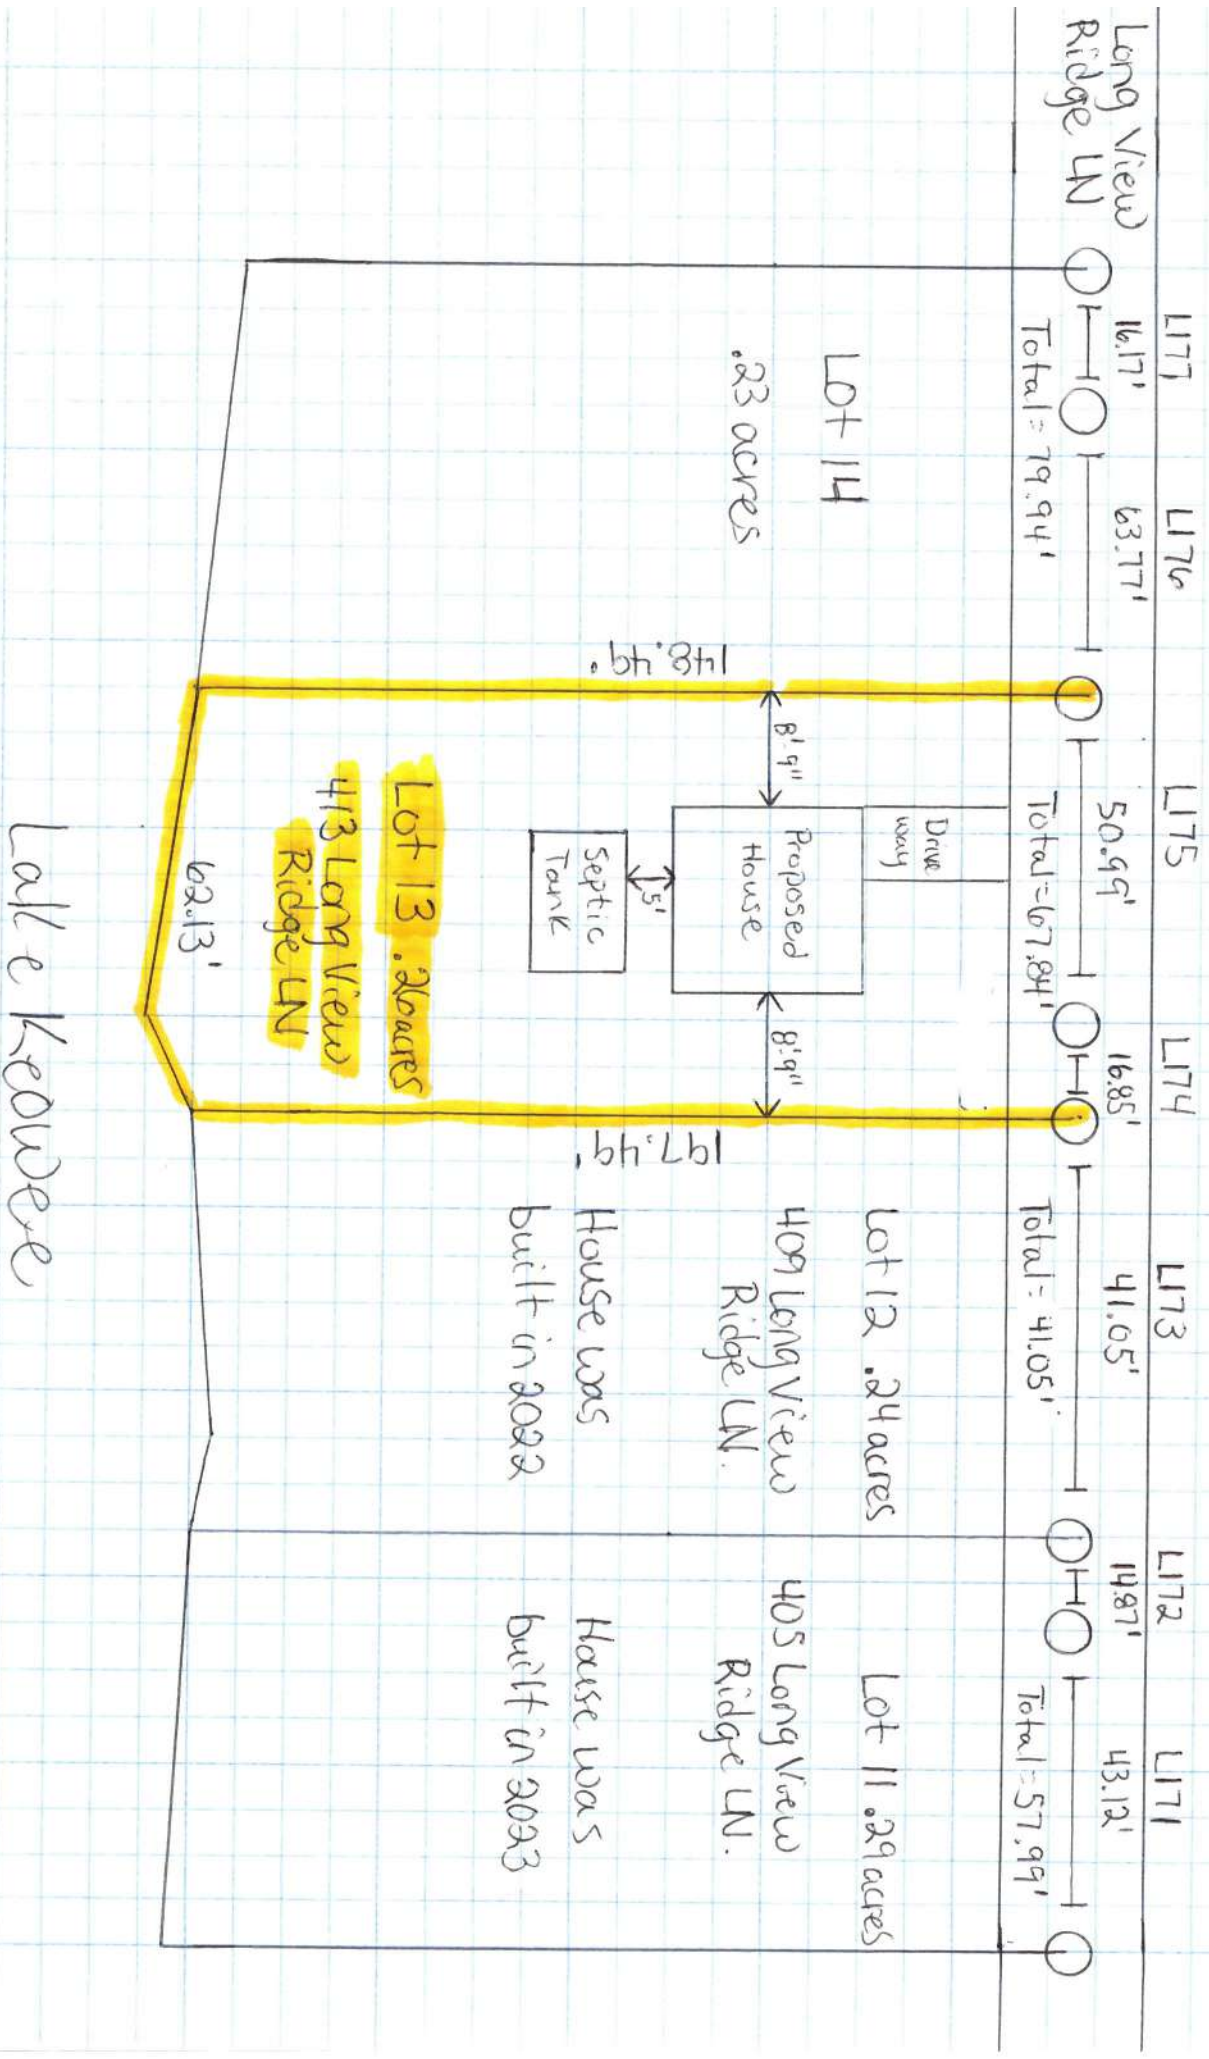 Long View
Ridge LN
L177
16.17'
L176
63.77'
Total = 79.94'
L175
50.99'
L174
16.85'
Total = 67.84'
L173
41.05'
Total = 41.05'
L172
14.87'
L171
43.12'
Total = 57.99'
Lot 14
.23 acres
148.49'
Drive
way
8'-9"
Proposed
House
8'9"
5'
Septic
Tank
Lot 13 .26 acres
413 Long View
Ridge LN
62.13'
197.49'
Lot 12 .24 acres
409 Long View
Ridge LN.
House was
built in 2022
Lot 11 .29 acres
405 Long View
Ridge LN.
House was
built in 2023
Lake Keowee